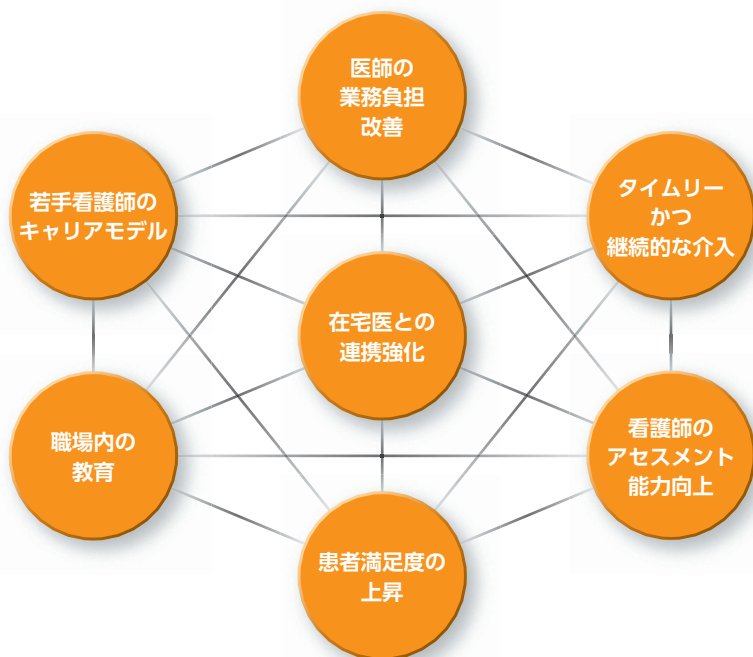 医師の
業務負担
改善
若手看護師の
キャリアモデル
タイムリー
かつ
継続的な介入
在宅医との
連携強化
職場内の
教育
看護師の
アセスメント
能力向上
患者満足度の
上昇